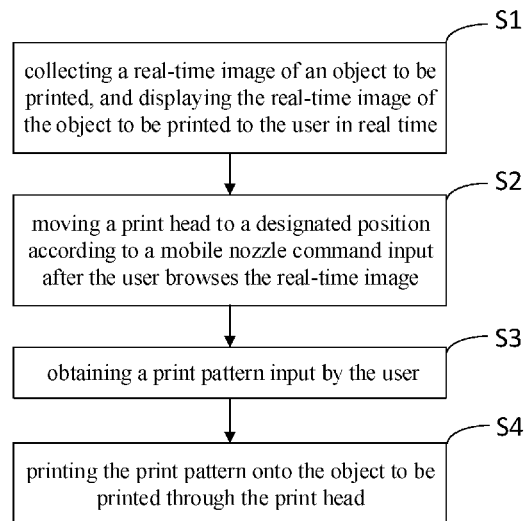 S1
collecting a real-time image of an object to be
printed, and displaying the real-time image of
the object to be printed to the user in real time
S2
moving a print head to a designated position
according to a mobile nozzle command input
after the user browses the real-time image
S3
obtaining a print pattern input by the user
S4
printing the print pattern onto the object to be
printed through the print head